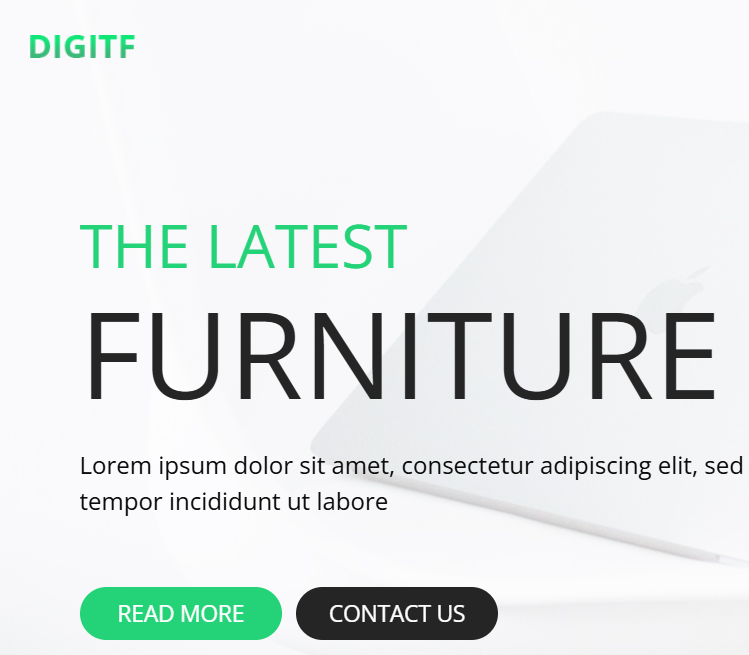 DIGITF
THE LATEST
FURNITURE
Lorem ipsum dolor sit amet, consectetur adipiscing elit, sed
tempor incididunt ut labore
READ MORE
CONTACT US